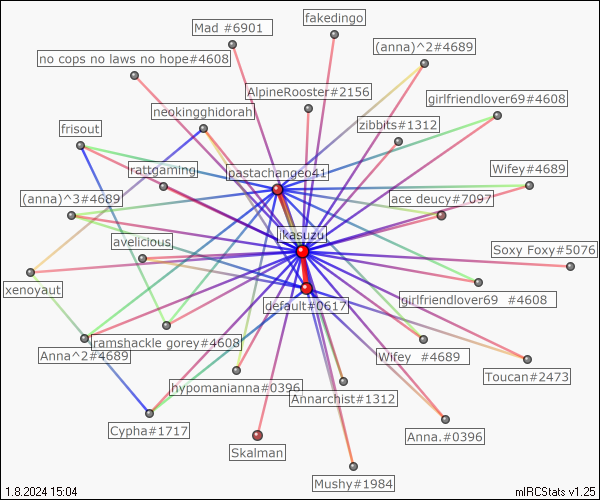 fakedingo
Mad #6901
(anna)^2#4689
no cops no laws no hope#4608
AlpineRooster#2156
girlfriendlover69#4608
neokingghidorah
zibbits#1312
frisout
rattgaming
pastachangeo41
Wifey#4689
(anna)^3#4689
ace deucy#7097
jkasuzu
avelicious
Soxy Foxy#5076
xenoyaut
default#0617
girlfriendlover69 #4608
ramshackle gorey#4608
Anna^2#4689
Wifey #4689
Toucan#2473
hypomanianna#0396
Annarchist#1312
Cypha#1717
Anna.#0396
Skalman
Mushy#1984
1.8.2024 15:04
mIRCStats v1.25